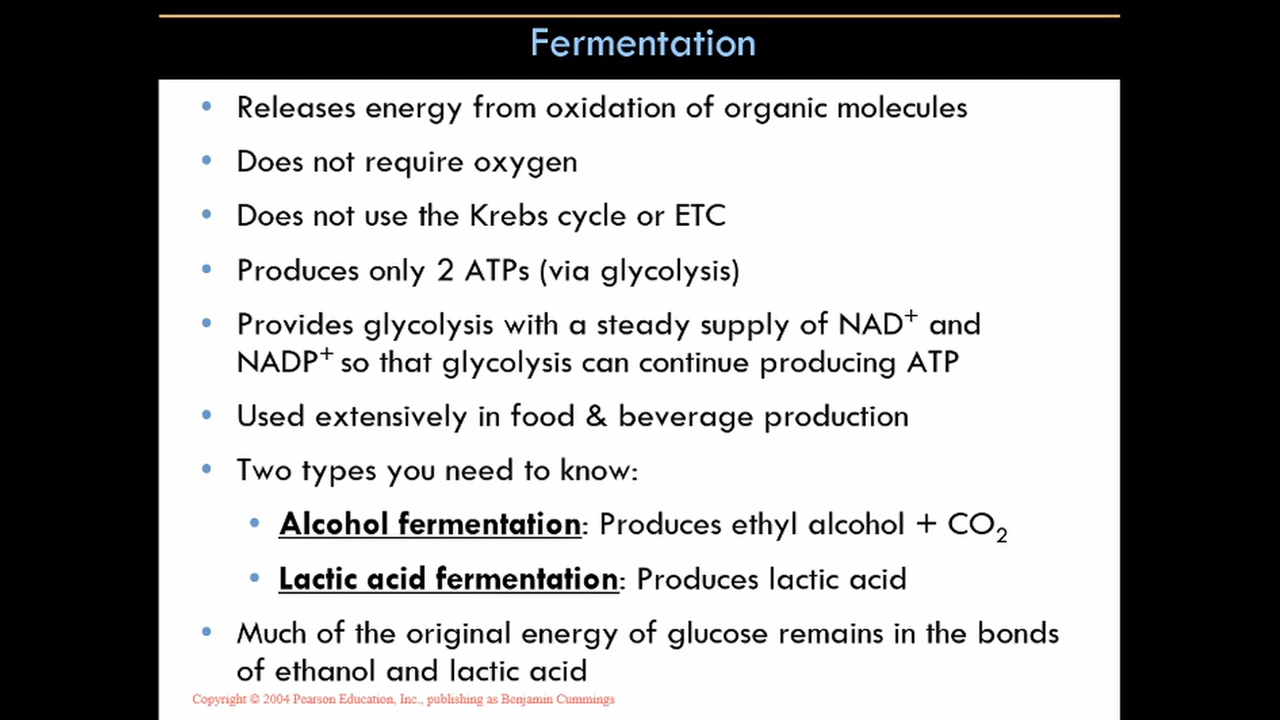 Fermentation
• Releases energy from oxidation of organic molecules
• Does not require oxygen
• Does not use the Krebs cycle or ETC
• Produces only 2 ATPs (via glycolysis)
• Provides glycolysis with a steady supply of NAD⁺ and
NADP⁺ so that glycolysis can continue producing ATP
• Used extensively in food & beverage production
• Two types you need to know:
• Alcohol fermentation: Produces ethyl alcohol + CO₂
• Lactic acid fermentation: Produces lactic acid
• Much of the original energy of glucose remains in the bonds
of ethanol and lactic acid
Copyright © 2004 Pearson Education, Inc., publishing as Benjamin Cummings